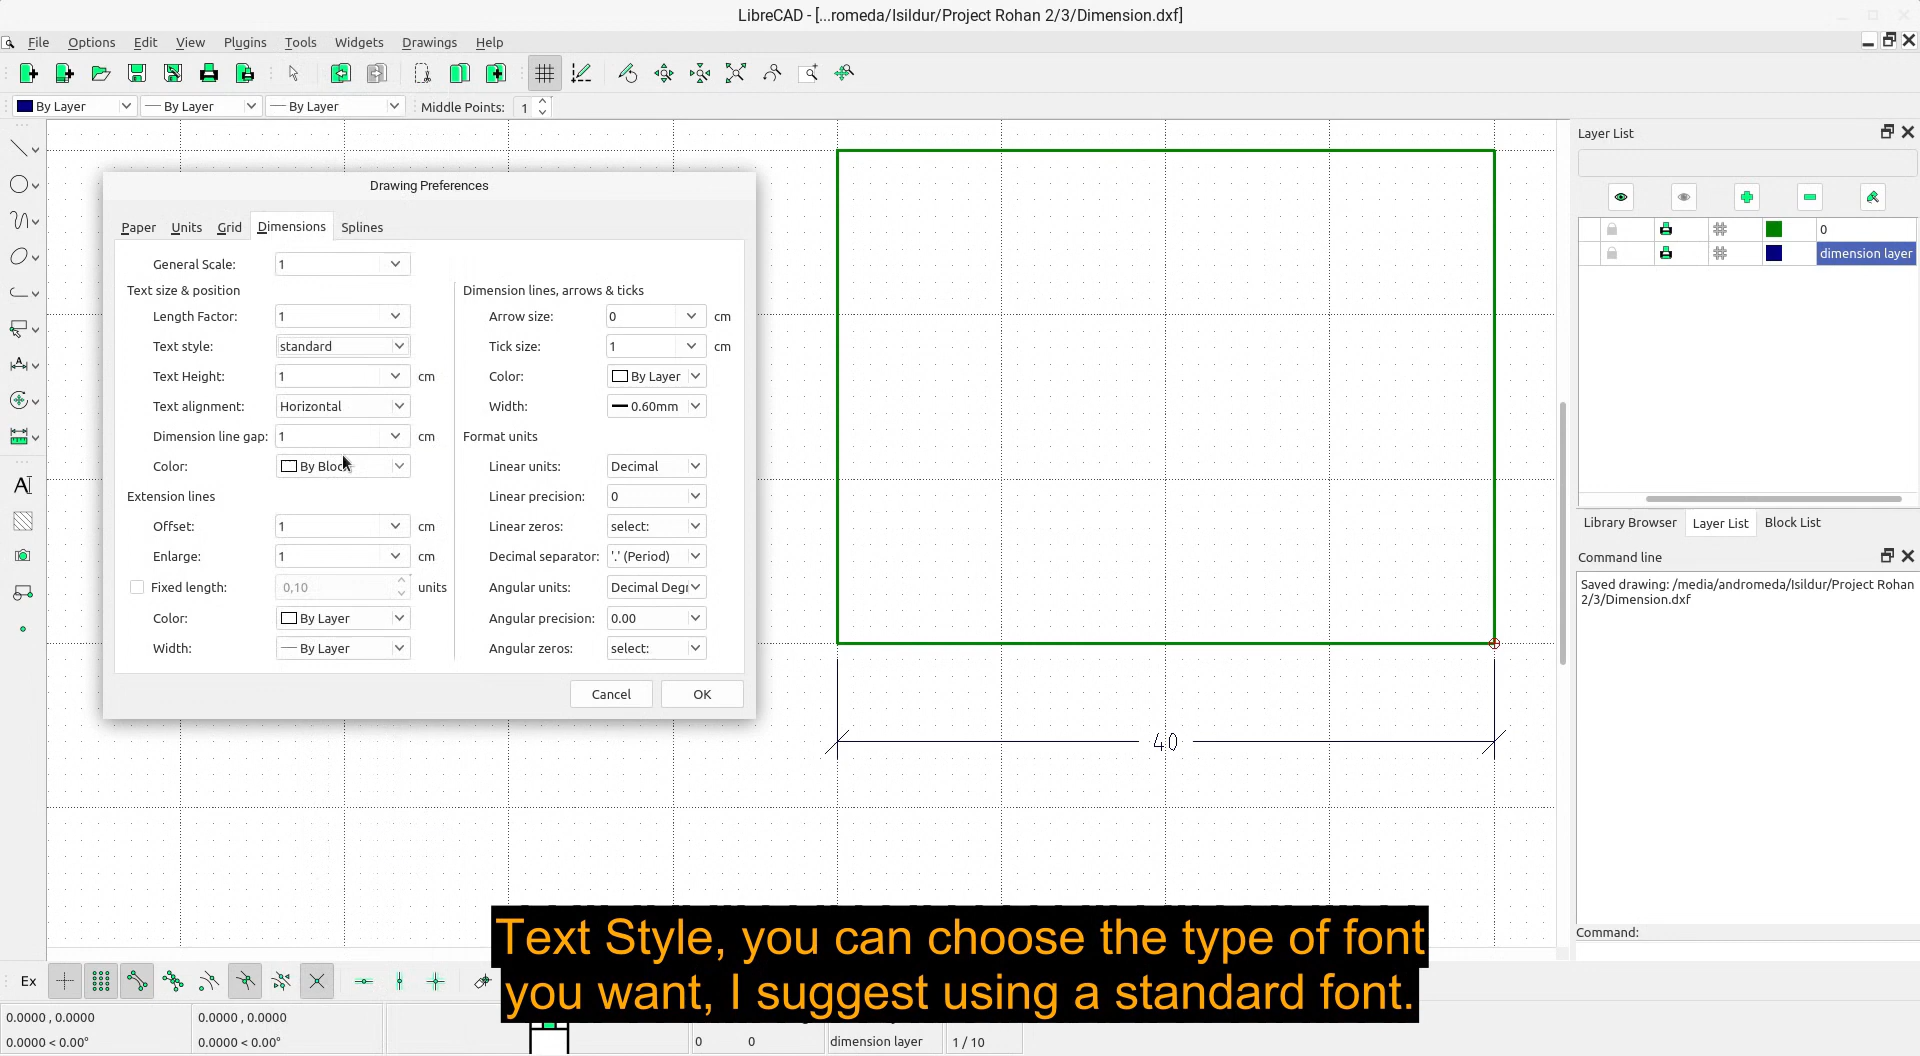 LibreCAD - [...romeda/Isildur/Project Rohan 2/3/Dimension.dxf]
File Options Edit View Plugins Tools Widgets Drawings Help
By Layer By Layer By Layer Middle Points: 1
Layer List
0
dimension layer
Library Browser Layer List Block List
Command line
Saved drawing: /media/andromeda/Isildur/Project Rohan
2/3/Dimension.dxf
Command:
Drawing Preferences
Paper Units Grid Dimensions Splines
General Scale: 1
Text size & position
Length Factor: 1
Text style: standard
Text Height: 1 cm
Text alignment: Horizontal
Dimension line gap: 1 cm
Color: By Block
Extension lines
Offset: 1 cm
Enlarge: 1 cm
Fixed length: 0,10 units
Color: By Layer
Width: By Layer
Dimension lines, arrows & ticks
Arrow size: 0 cm
Tick size: 1 cm
Color: By Layer
Width: 0.60mm
Format units
Linear units: Decimal
Linear precision: 0
Linear zeros: select:
Decimal separator: '.' (Period)
Angular units: Decimal Degr
Angular precision: 0.00
Angular zeros: select:
Cancel OK
40
Text Style, you can choose the type of font
you want, I suggest using a standard font.
Ex
0.0000 , 0.0000 0.0000 , 0.0000
0.0000 < 0.00° 0.0000 < 0.00° 0 0 dimension layer 1 / 10